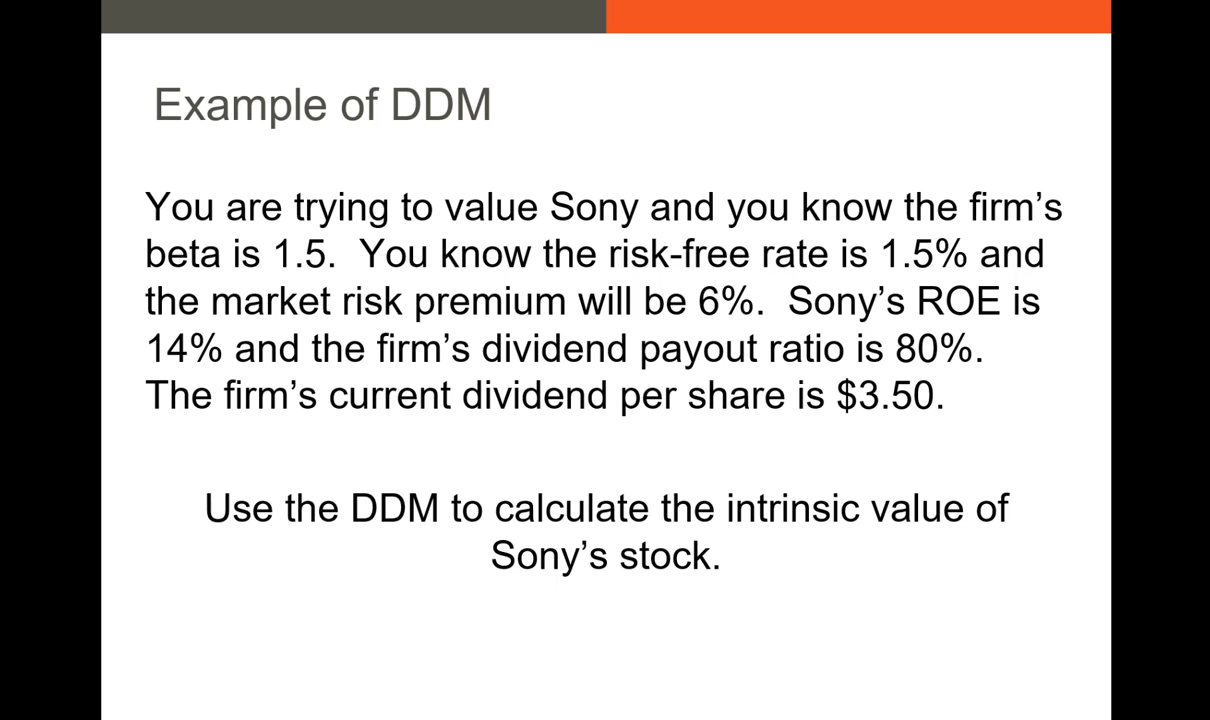 Example of DDM
You are trying to value Sony and you know the firm’s
beta is 1.5.  You know the risk-free rate is 1.5% and
the market risk premium will be 6%.  Sony’s ROE is
14% and the firm’s dividend payout ratio is 80%.
The firm’s current dividend per share is $3.50.
Use the DDM to calculate the intrinsic value of
Sony’s stock.